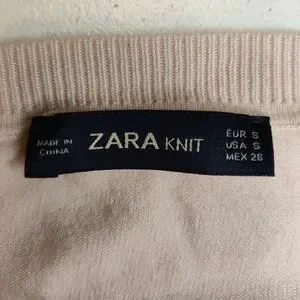 MADE IN
CHINA
ZARA KNIT
EUR S
USA S
MEX 26